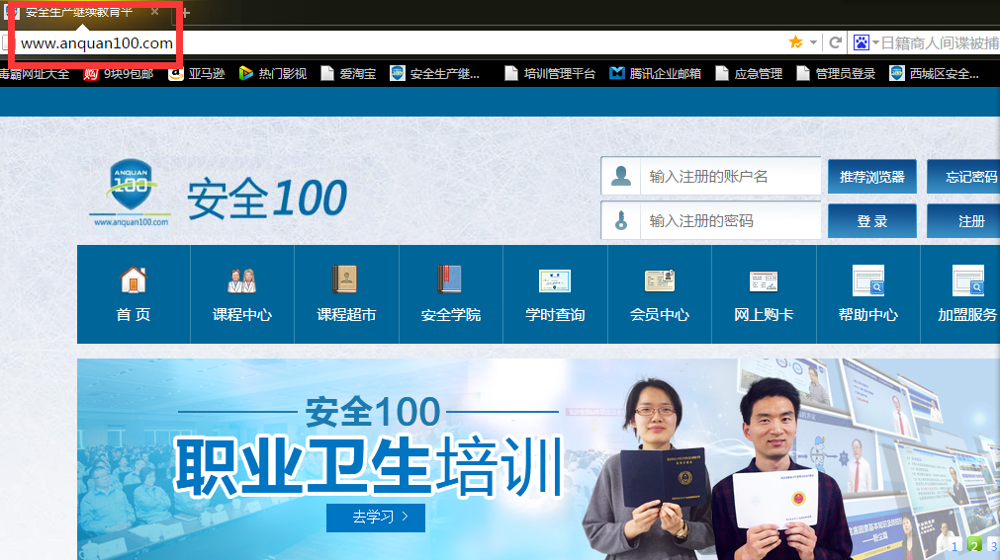 安全生产继续教育平
www.anquan100.com
日籍商人间谍被捕
毒霸网址大全 9块9包邮 亚马逊 热门影视 爱淘宝 安全生产继... 培训管理平台 腾讯企业邮箱 应急管理 管理员登录 西城区安全...
ANQUAN
100
www.anquan100.com
安全100
输入注册的账户名 推荐浏览器 忘记密码
输入注册的密码 登 录 注册
首 页 课程中心 课程超市 安全学院 学时查询 会员中心 网上购卡 帮助中心 加盟服务
安全100
职业卫生培训
去学习 >
1 2 3